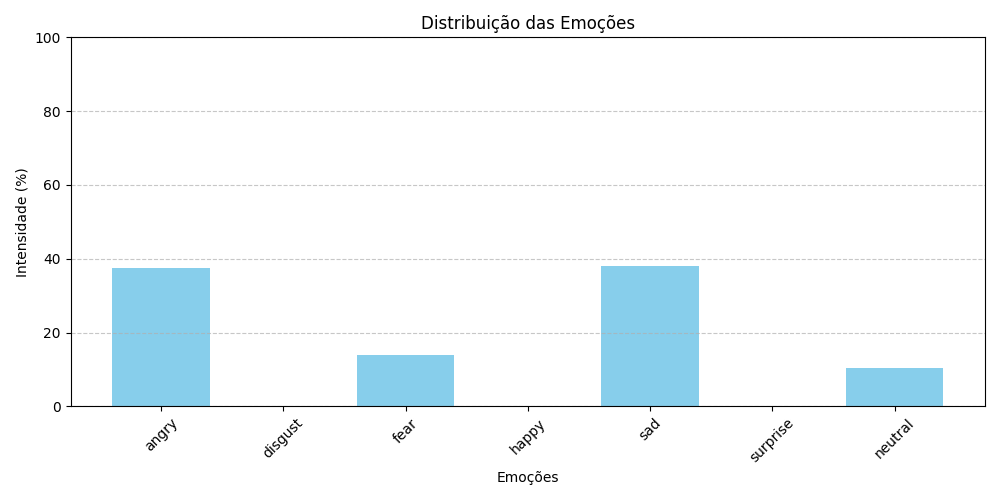 Distribuição das Emoções
100
80
60
40
20
0
Intensidade (%)
angry
disgust
fear
happy
sad
surprise
neutral
Emoções